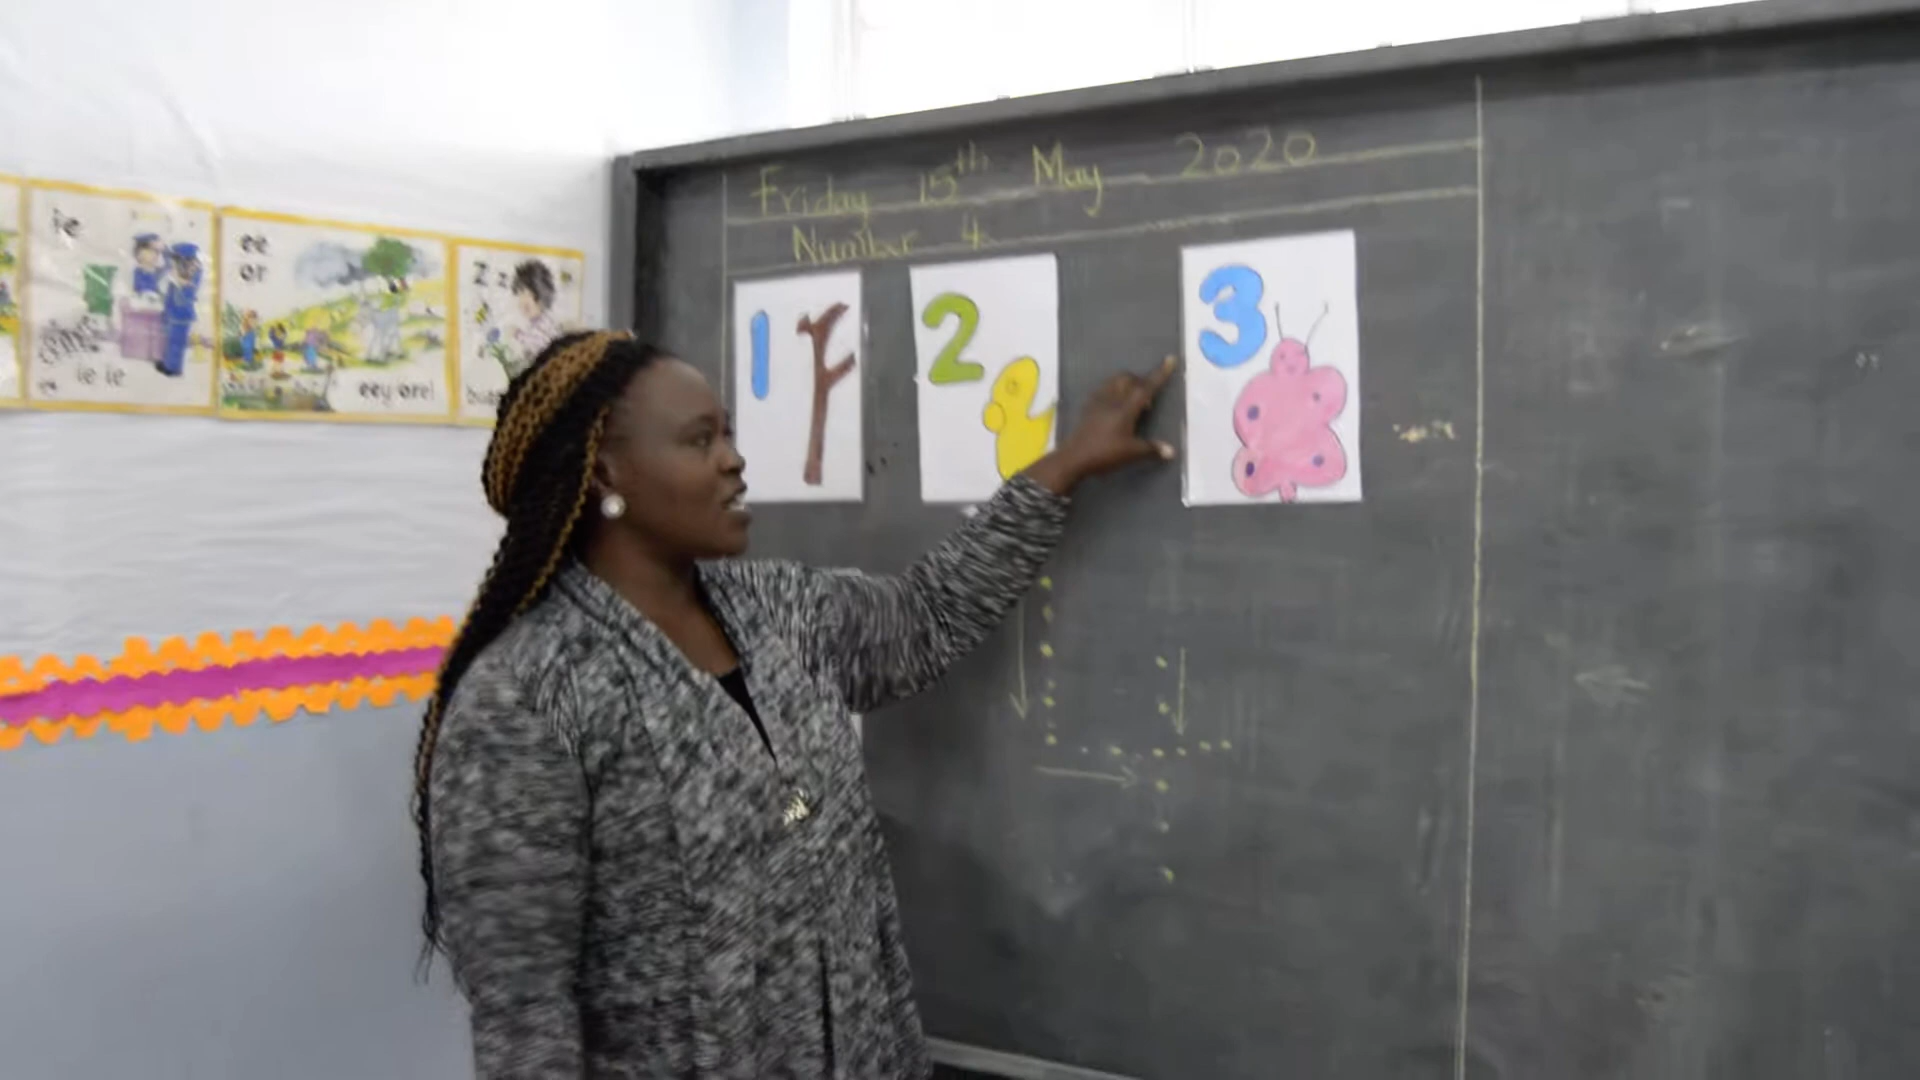 Friday 15th May 2020
Number 4
1
2
3
ie
ie ie
ee
or
eey ore!
Z z